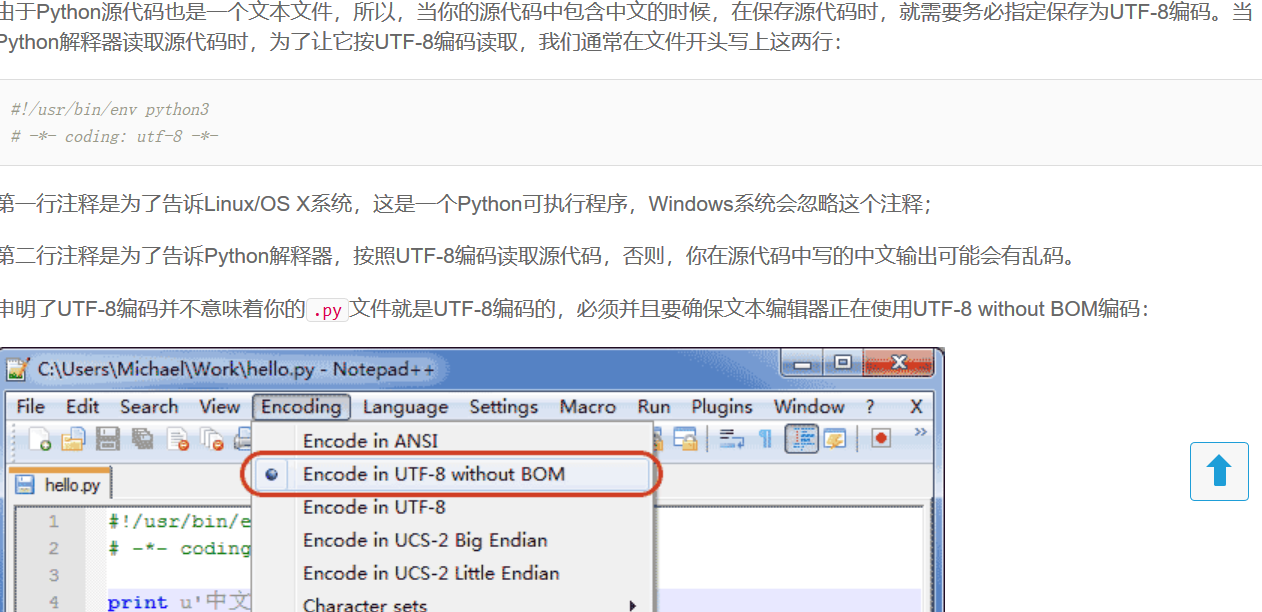 由于Python源代码也是一个文本文件，所以，当你的源代码中包含中文的时候，在保存源代码时，就需要务必指定保存为UTF-8编码。当
Python解释器读取源代码时，为了让它按UTF-8编码读取，我们通常在文件开头写上这两行：
#!/usr/bin/env python3
# -*- coding: utf-8 -*-
第一行注释是为了告诉Linux/OS X系统，这是一个Python可执行程序，Windows系统会忽略这个注释；
第二行注释是为了告诉Python解释器，按照UTF-8编码读取源代码，否则，你在源代码中写的中文输出可能会有乱码。
申明了UTF-8编码并不意味着你的.py文件就是UTF-8编码的，必须并且要确保文本编辑器正在使用UTF-8 without BOM编码：
C:\Users\Michael\Work\hello.py - Notepad++
File Edit Search View Encoding Language Settings Macro Run Plugins Window ? X
Encode in ANSI
Encode in UTF-8 without BOM
Encode in UTF-8
Encode in UCS-2 Big Endian
Encode in UCS-2 Little Endian
Character sets
hello.py
1 #!/usr/bin/e
2 # -*- coding
3
4 print u'中文